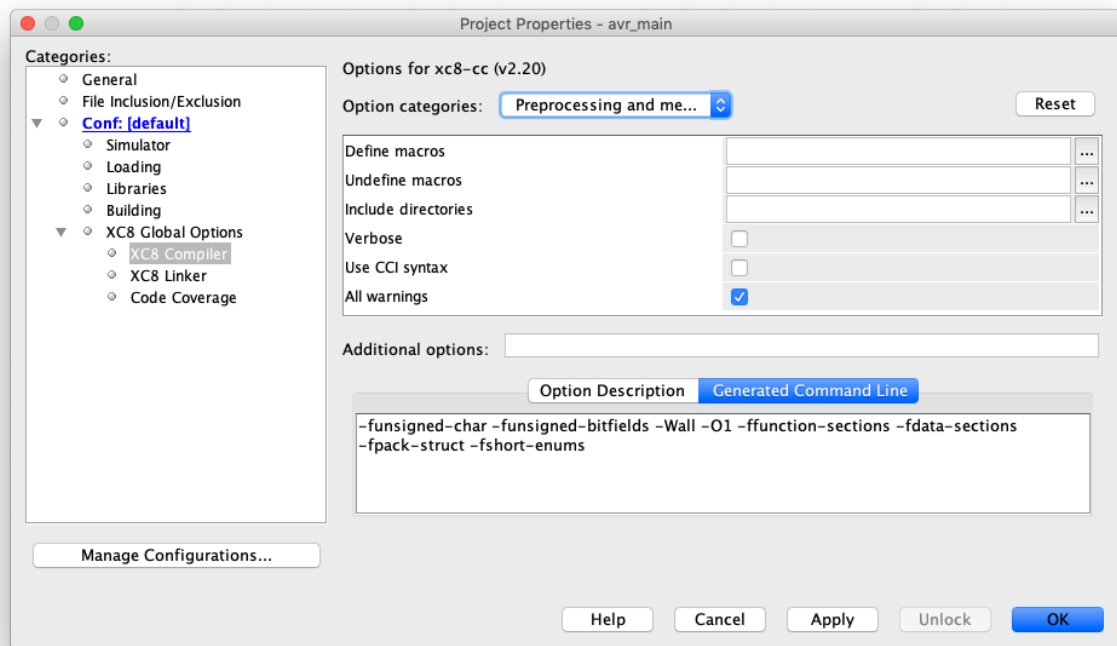 Project Properties - avr_main
Categories:
General
File Inclusion/Exclusion
Conf: [default]
Simulator
Loading
Libraries
Building
XC8 Global Options
XC8 Compiler
XC8 Linker
Code Coverage
Manage Configurations...
Options for xc8-cc (v2.20)
Option categories: Preprocessing and me... Reset
Define macros ...
Undefine macros ...
Include directories ...
Verbose
Use CCI syntax
All warnings
Additional options:
Option Description Generated Command Line
-funsigned-char -funsigned-bitfields -Wall -O1 -ffunction-sections -fdata-sections
-fpack-struct -fshort-enums
Help Cancel Apply Unlock OK